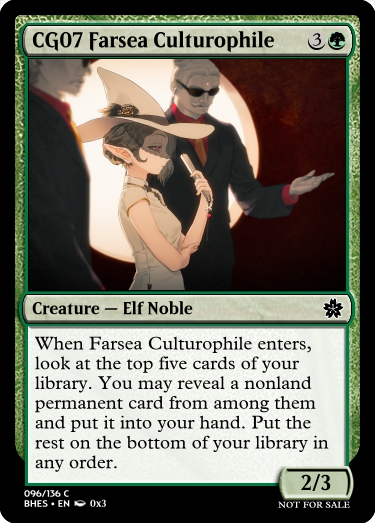 CG07 Farsea Culturophile 3
Creature — Elf Noble
When Farsea Culturophile enters,
look at the top five cards of your
library. You may reveal a nonland
permanent card from among them
and put it into your hand. Put the
rest on the bottom of your library in
any order.
2/3
096/136 C
BHES • EN 0x3
NOT FOR SALE